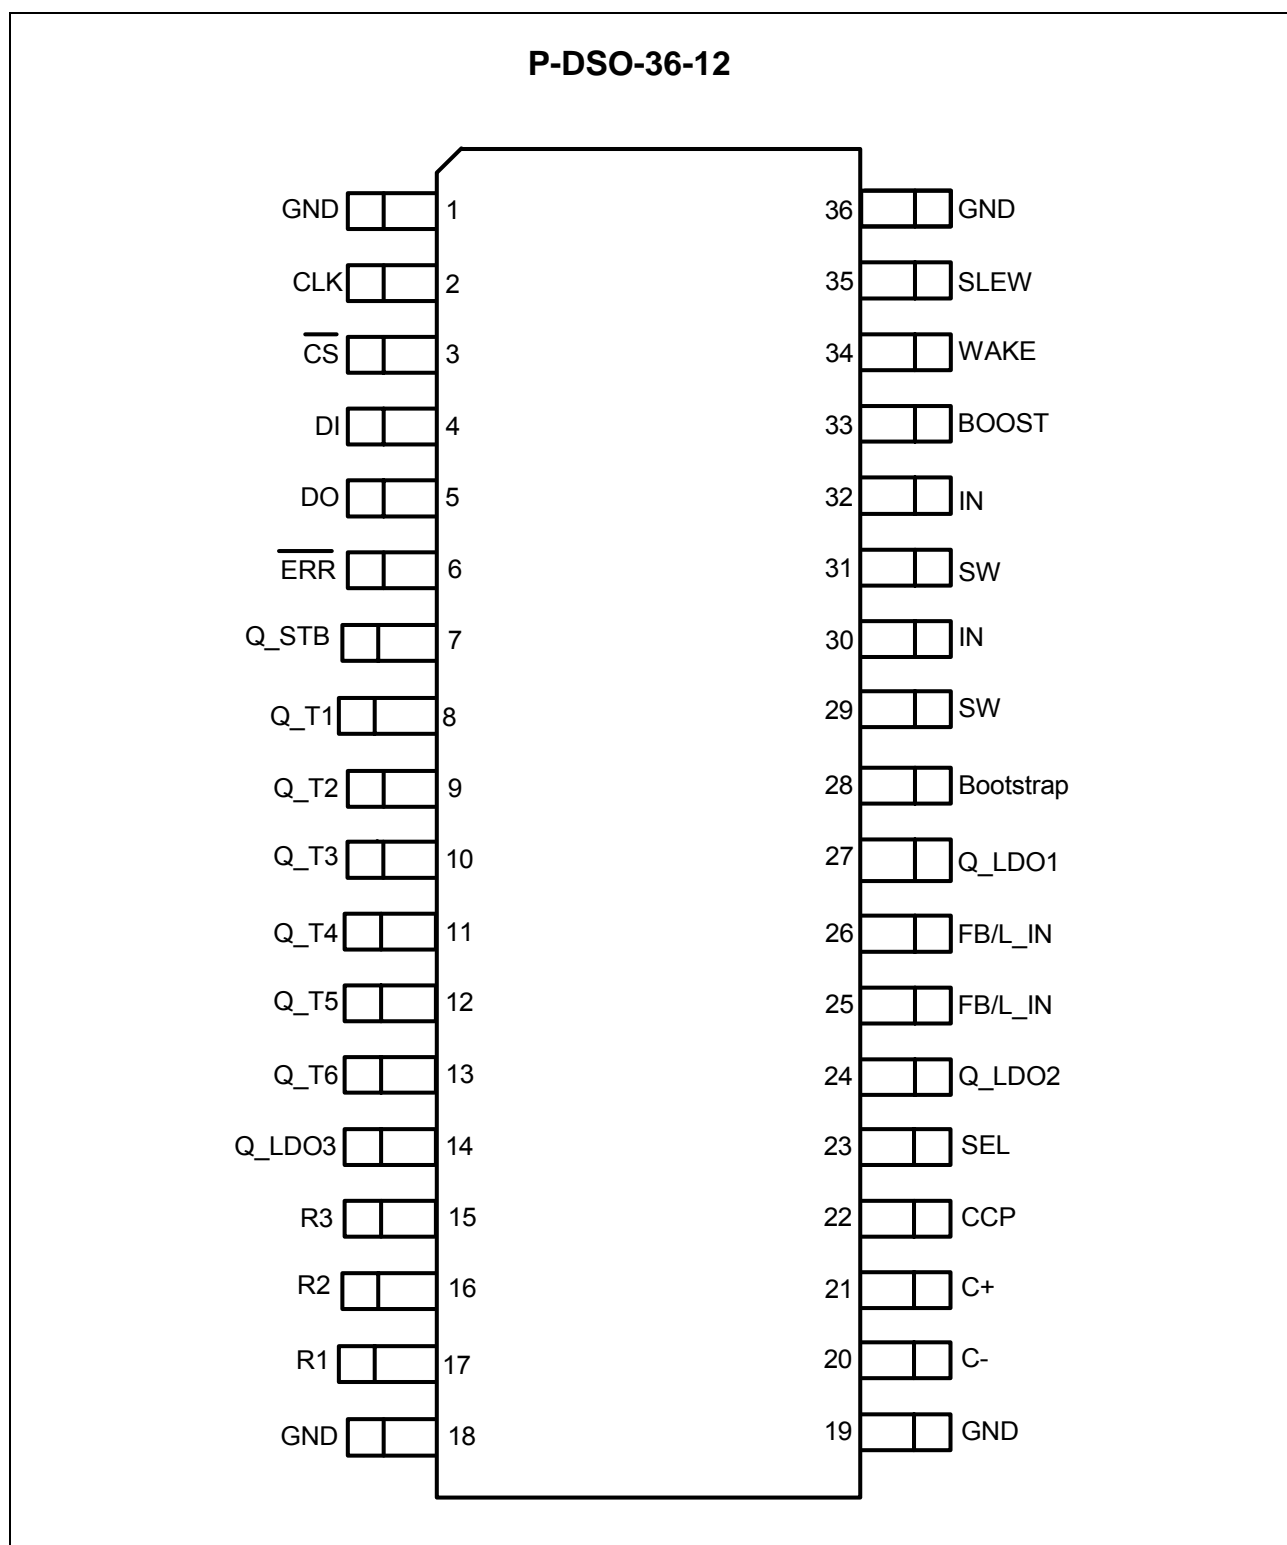 P-DSO-36-12
GND 1 36 GND
CLK 2 35 SLEW
C̅S̅ 3 34 WAKE
DI 4 33 BOOST
DO 5 32 IN
E̅R̅R̅ 6 31 SW
Q_STB 7 30 IN
Q_T1 8 29 SW
Q_T2 9 28 Bootstrap
Q_T3 10 27 Q_LDO1
Q_T4 11 26 FB/L_IN
Q_T5 12 25 FB/L_IN
Q_T6 13 24 Q_LDO2
Q_LDO3 14 23 SEL
R3 15 22 CCP
R2 16 21 C+
R1 17 20 C-
GND 18 19 GND